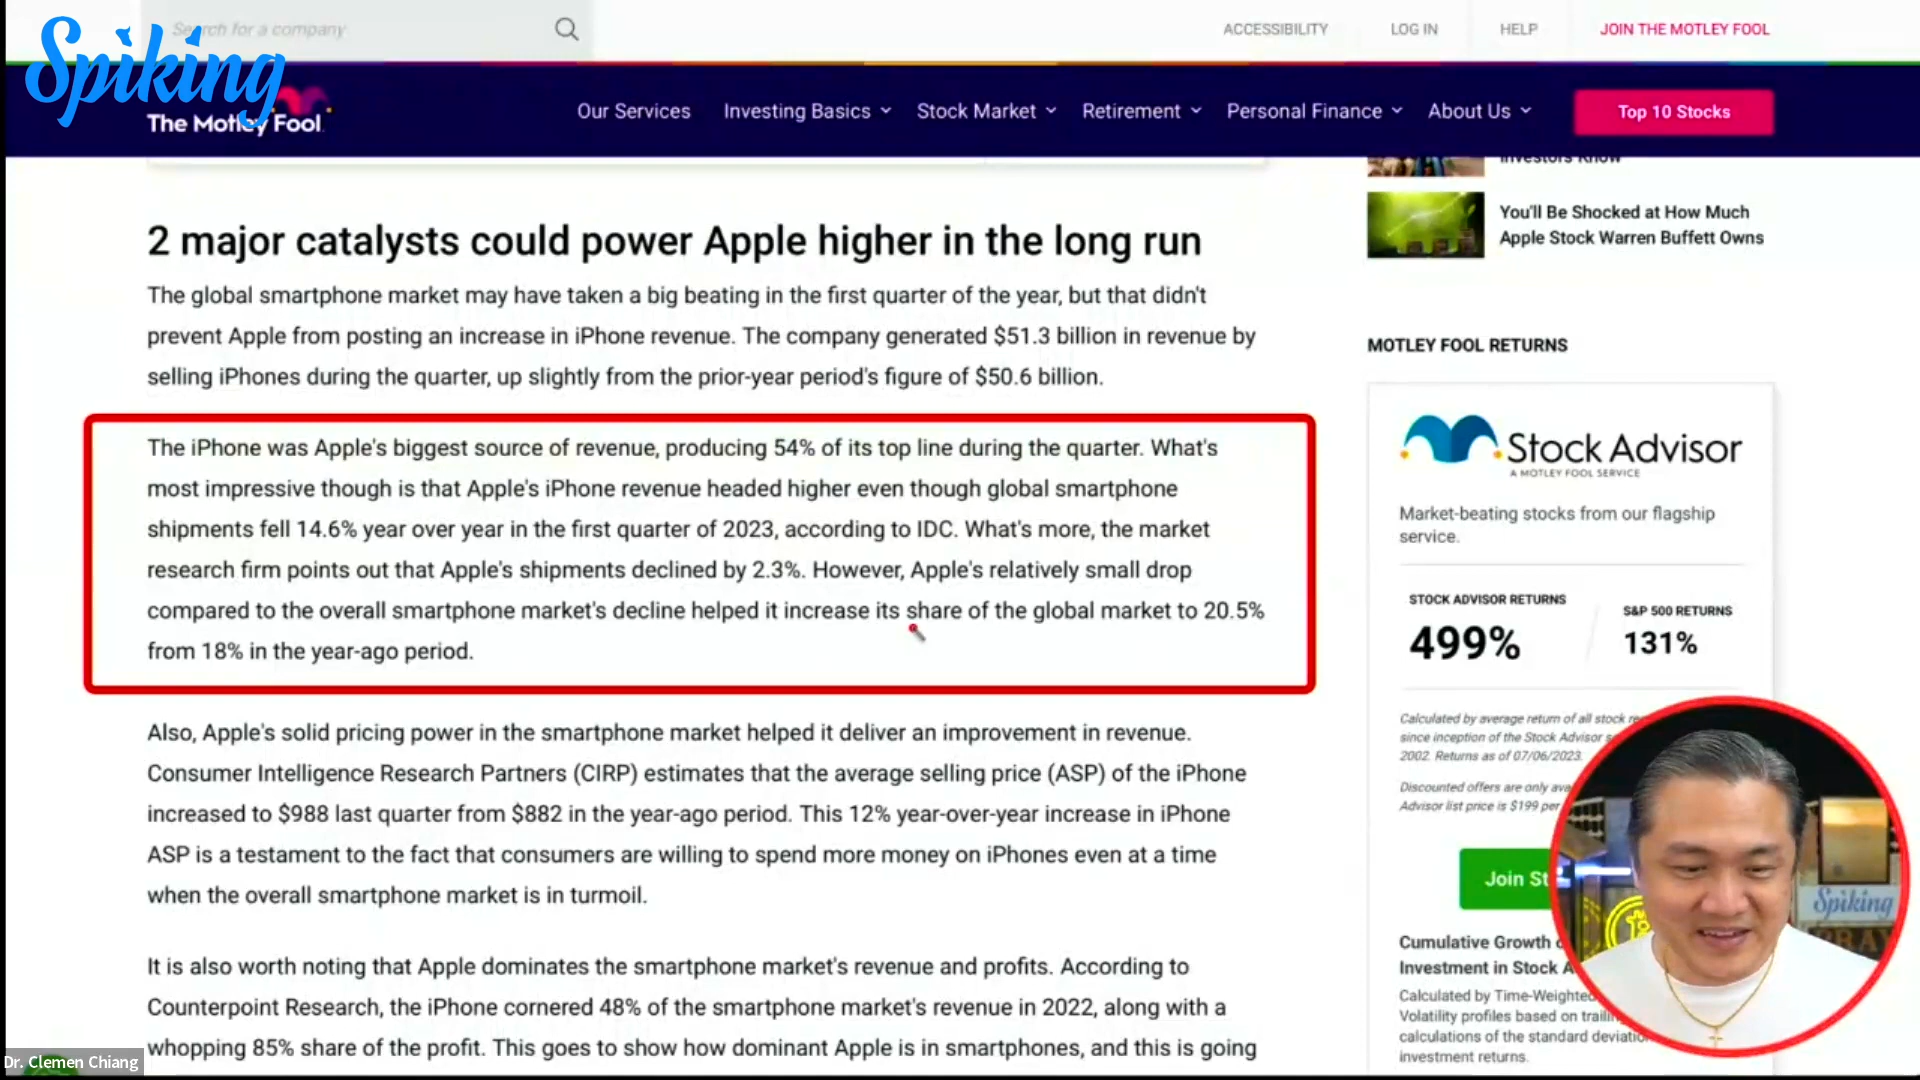 Search for a company
ACCESSIBILITY
LOG IN
HELP
JOIN THE MOTLEY FOOL
Spiking
The Motley Fool
Our Services
Investing Basics
Stock Market
Retirement
Personal Finance
About Us
Top 10 Stocks
Investors Know
You'll Be Shocked at How Much
Apple Stock Warren Buffett Owns
2 major catalysts could power Apple higher in the long run
The global smartphone market may have taken a big beating in the first quarter of the year, but that didn't
prevent Apple from posting an increase in iPhone revenue. The company generated $51.3 billion in revenue by
selling iPhones during the quarter, up slightly from the prior-year period's figure of $50.6 billion.
The iPhone was Apple's biggest source of revenue, producing 54% of its top line during the quarter. What's
most impressive though is that Apple's iPhone revenue headed higher even though global smartphone
shipments fell 14.6% year over year in the first quarter of 2023, according to IDC. What's more, the market
research firm points out that Apple's shipments declined by 2.3%. However, Apple's relatively small drop
compared to the overall smartphone market's decline helped it increase its share of the global market to 20.5%
from 18% in the year-ago period.
Also, Apple's solid pricing power in the smartphone market helped it deliver an improvement in revenue.
Consumer Intelligence Research Partners (CIRP) estimates that the average selling price (ASP) of the iPhone
increased to $988 last quarter from $882 in the year-ago period. This 12% year-over-year increase in iPhone
ASP is a testament to the fact that consumers are willing to spend more money on iPhones even at a time
when the overall smartphone market is in turmoil.
It is also worth noting that Apple dominates the smartphone market's revenue and profits. According to
Counterpoint Research, the iPhone cornered 48% of the smartphone market's revenue in 2022, along with a
whopping 85% share of the profit. This goes to show how dominant Apple is in smartphones, and this is going
MOTLEY FOOL RETURNS
Stock Advisor
A MOTLEY FOOL SERVICE
Market-beating stocks from our flagship
service.
STOCK ADVISOR RETURNS
499%
S&P 500 RETURNS
131%
Calculated by average return of all stock
since inception of the Stock Advisor
2002. Returns as of 07/06/2023.
Discounted offers are only
Advisor list price is $199 per
Join
Cumulative Growth
Investment in Stock
Calculated by Time-Weighted
Volatility profiles based on
calculations of the standard
investment returns.
Spiking
Dr. Clemen Chiang